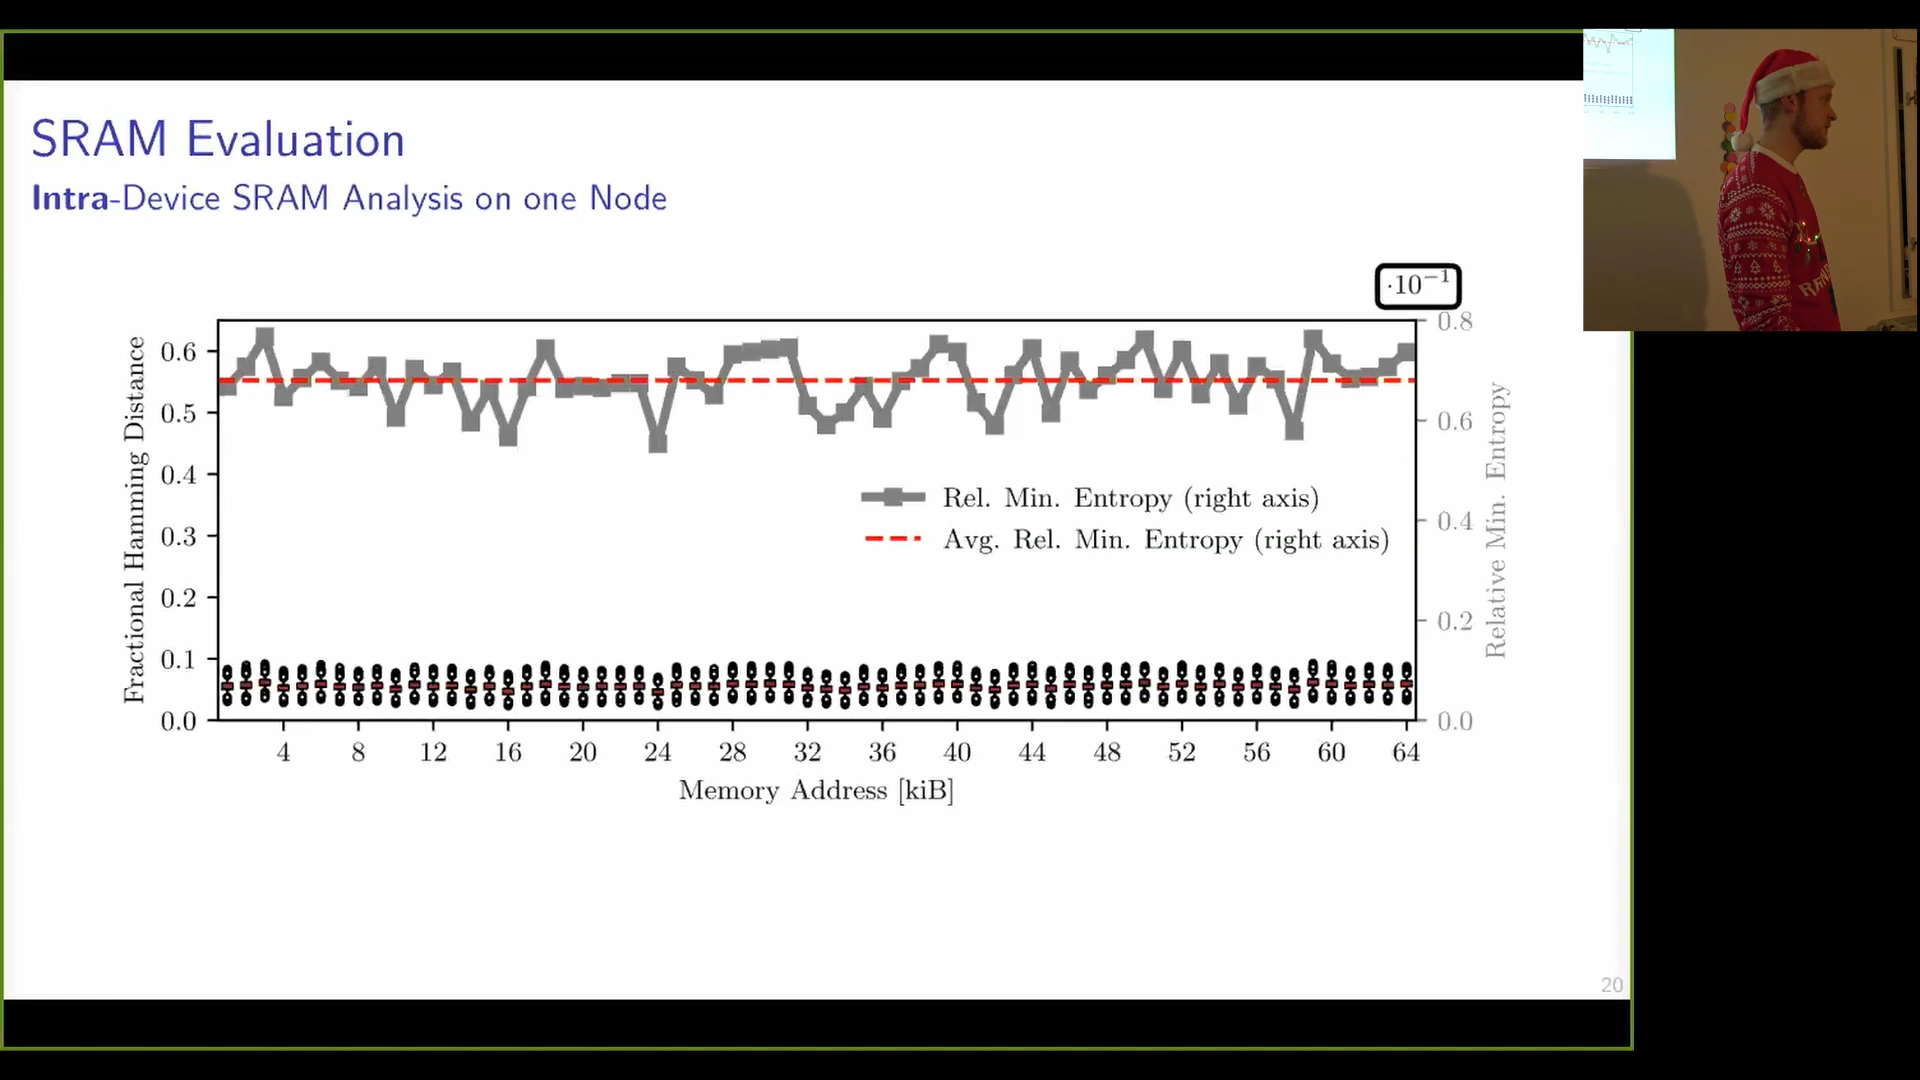 SRAM Evaluation
Intra-Device SRAM Analysis on one Node
·10⁻¹
Fractional Hamming Distance
0.6
0.5
0.4
0.3
0.2
0.1
0.0
Rel. Min. Entropy (right axis)
Avg. Rel. Min. Entropy (right axis)
0.8
0.6
0.4
0.2
0.0
Relative Min. Entropy
4 8 12 16 20 24 28 32 36 40 44 48 52 56 60 64
Memory Address [kiB]
20